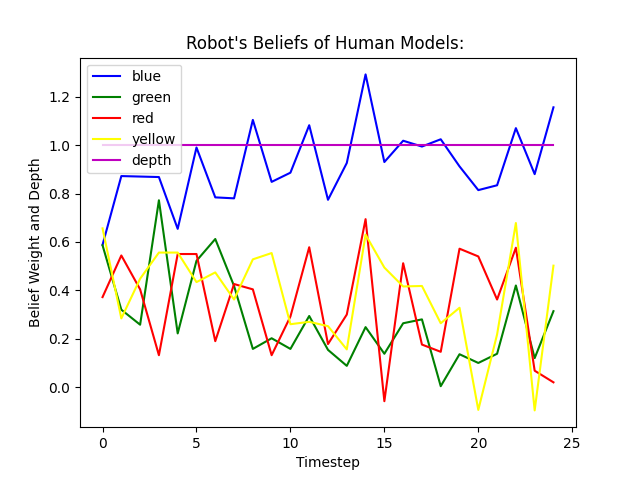 Robot's Beliefs of Human Models:
blue
green
red
yellow
depth
1.2
1.0
0.8
0.6
0.4
0.2
0.0
Belief Weight and Depth
0 5 10 15 20 25
Timestep